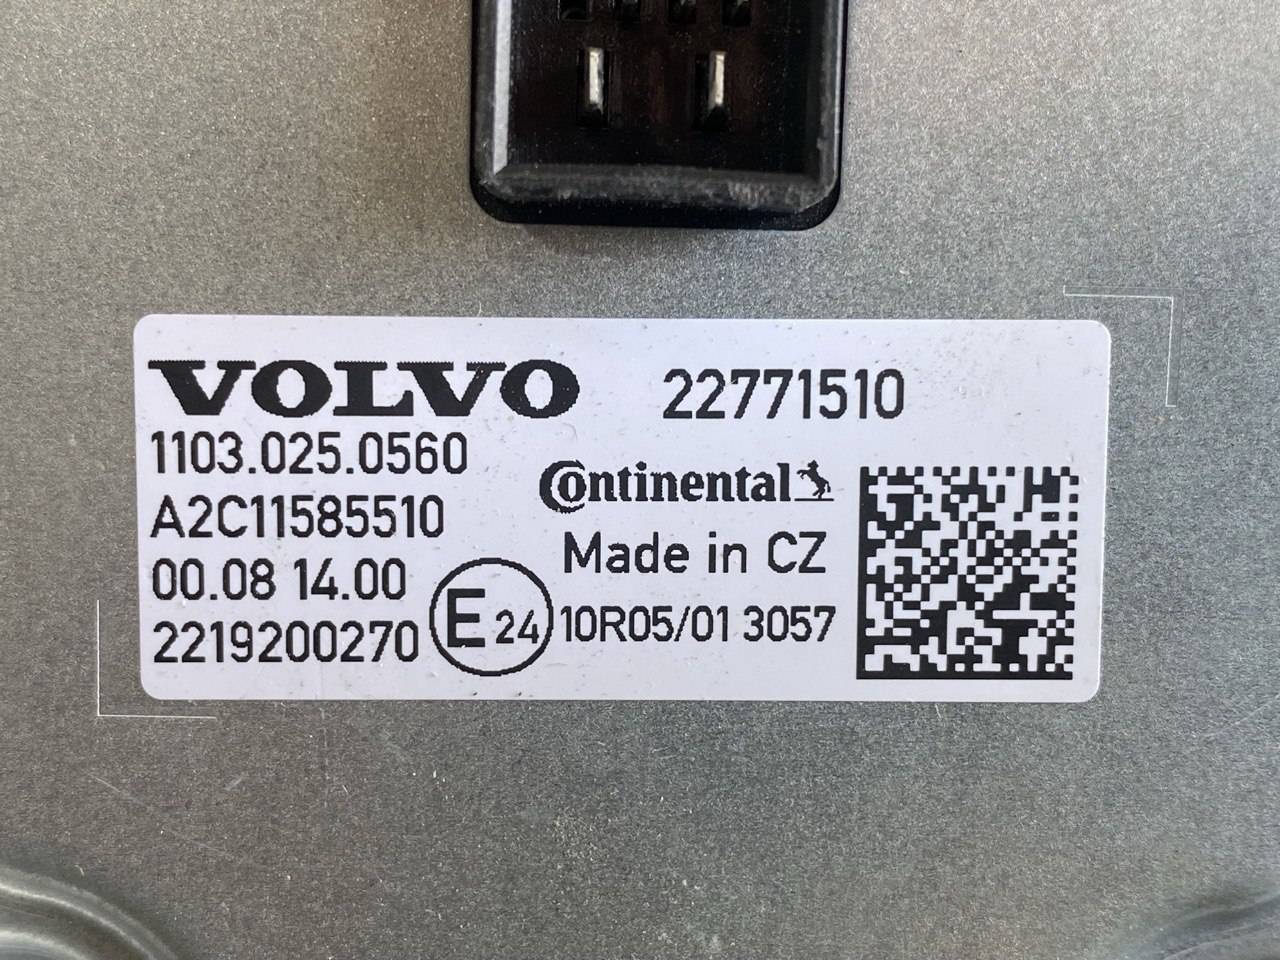 VOLVO 22771510
1103.025.0560
Continental
A2C11585510
Made in CZ
00.08 14.00
E24 10R05/01 3057
2219200270